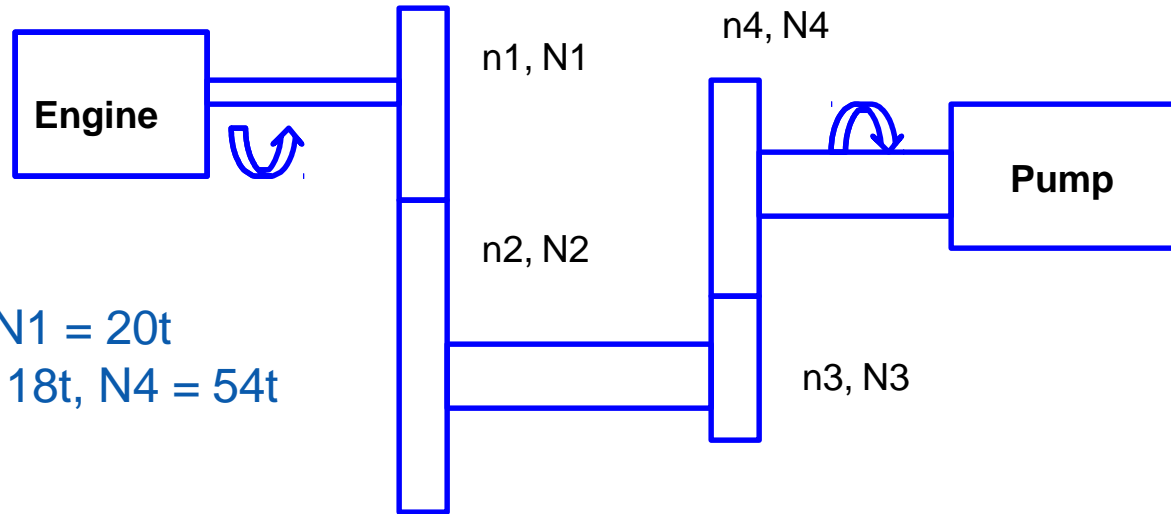 n4, N4
n1, N1
Engine
Pump
n2, N2
N1 = 20t
18t, N4 = 54t
n3, N3